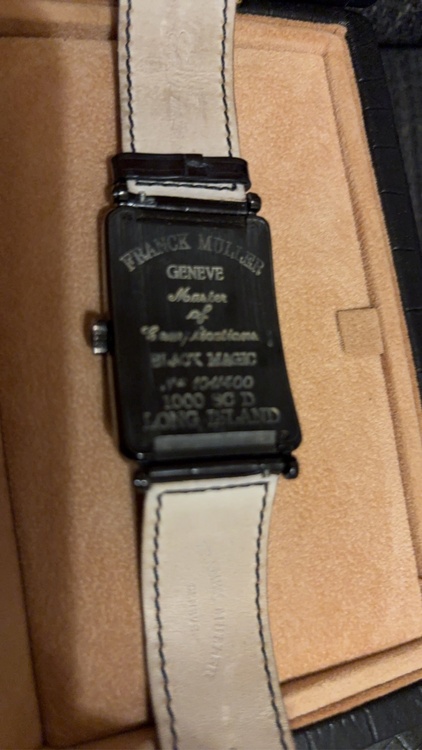 FRANCK MULLER
GENEVE
Master
of
Complications
BLACK MAGIC
1000 SC D
LONG ISLAND